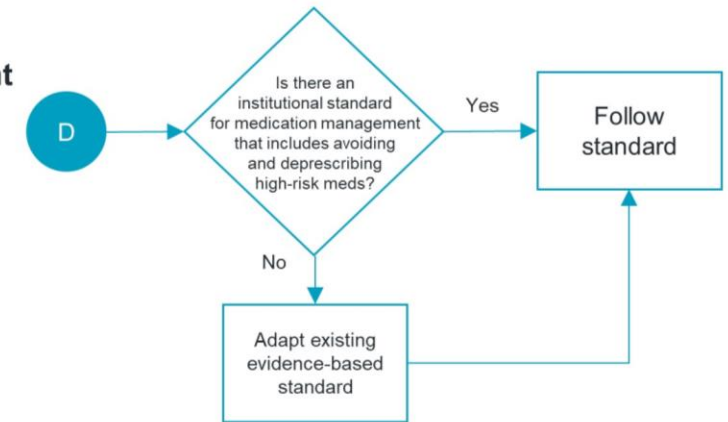 D
Is there an
institutional standard
for medication management
that includes avoiding
and deprescribing
high-risk meds?
Yes
Follow
standard
No
Adapt existing
evidence-based
standard